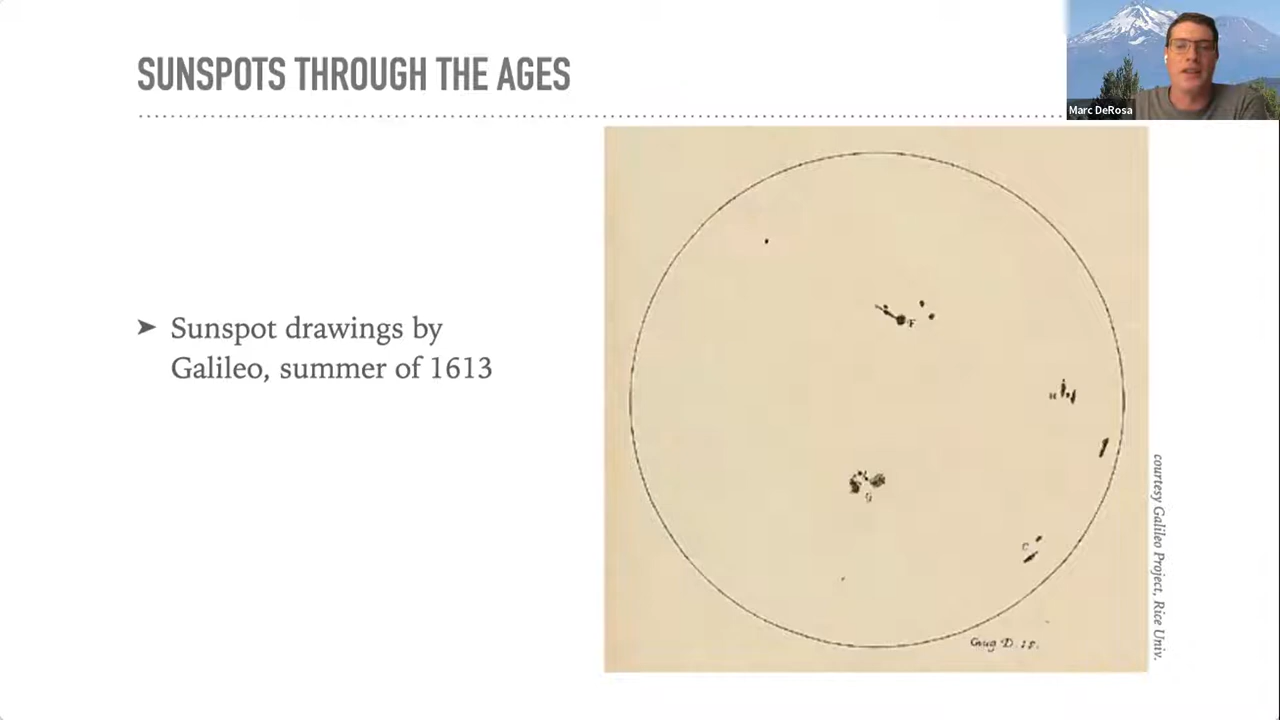 SUNSPOTS THROUGH THE AGES
Marc DeRosa
➤ Sunspot drawings by
Galileo, summer of 1613
F
H
g
C
courtesy Galileo Project, Rice Univ.